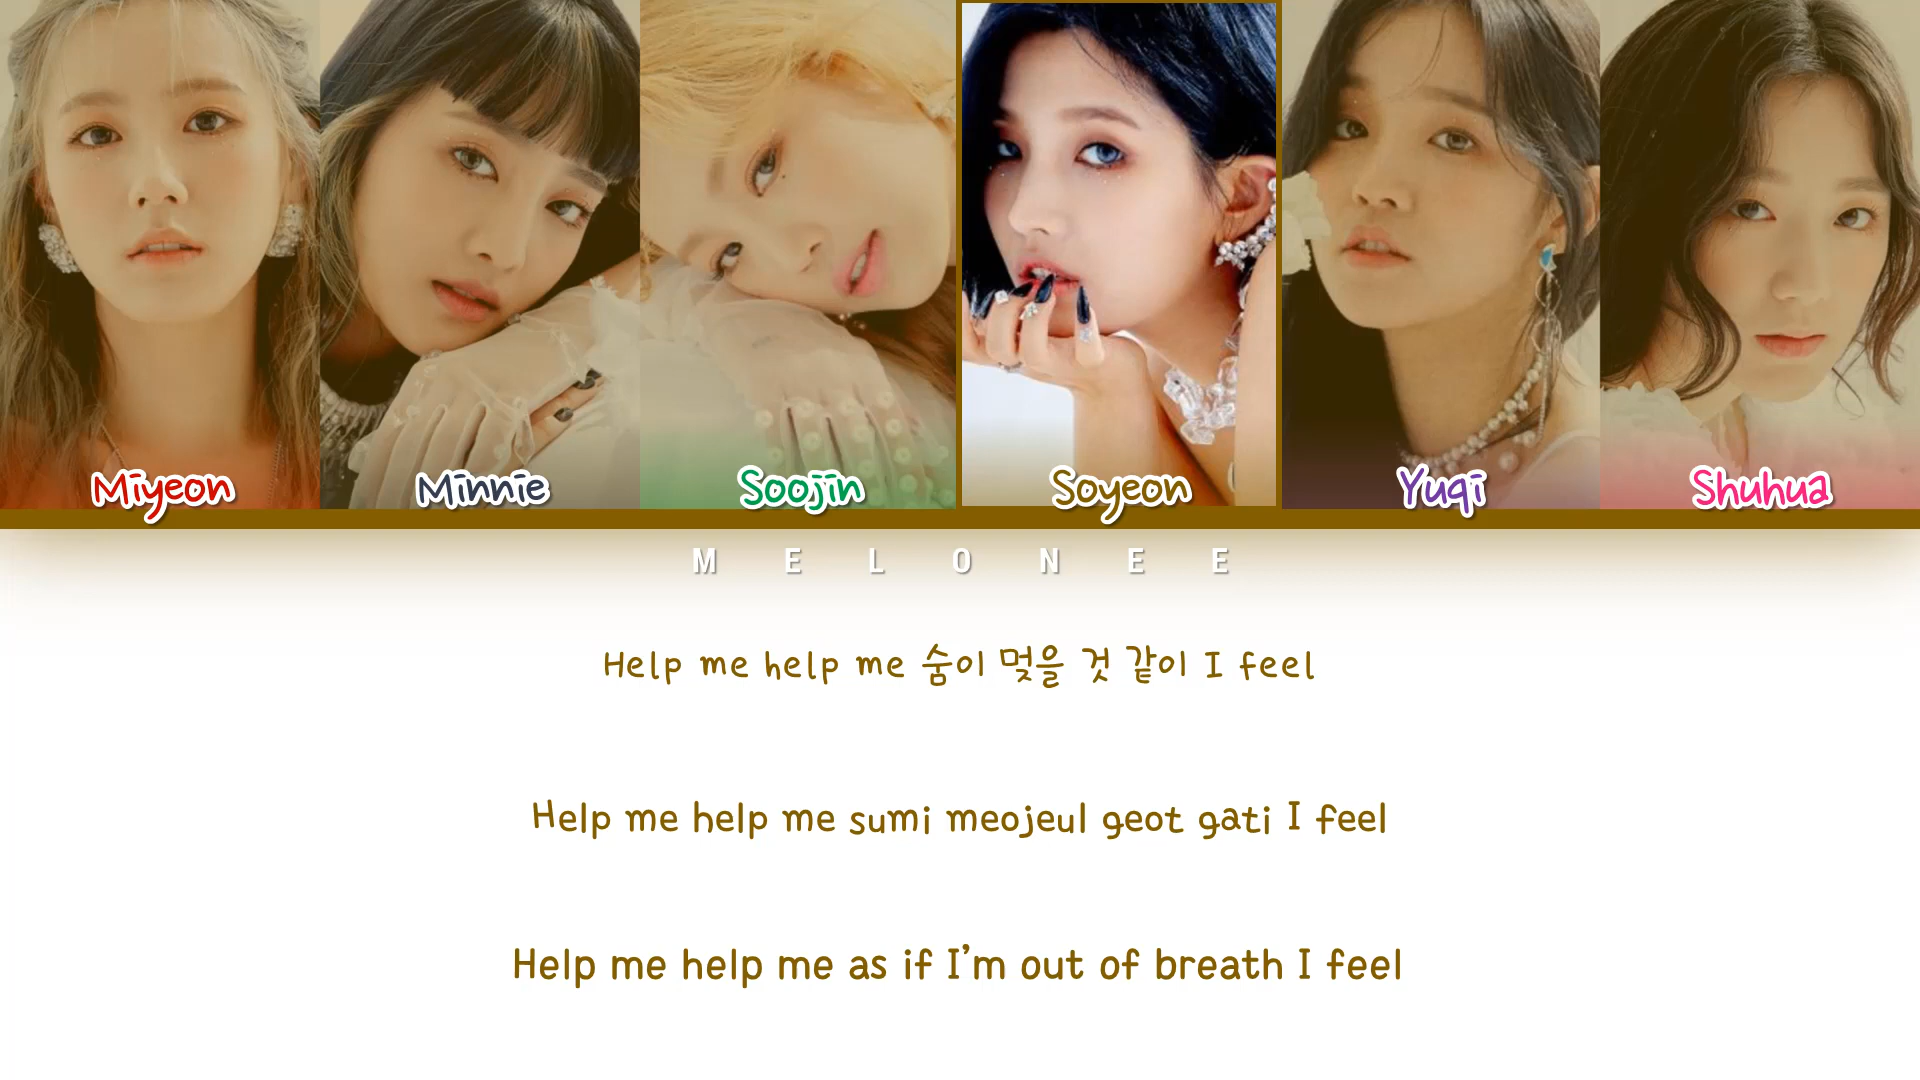 Miyeon Minnie Soojin Soyeon Yuqi Shuhua
MELONEE
Help me help me 숨이 멎을 것 같이 I feel
Help me help me sumi meojeul geot gati I feel
Help me help me as if I'm out of breath I feel